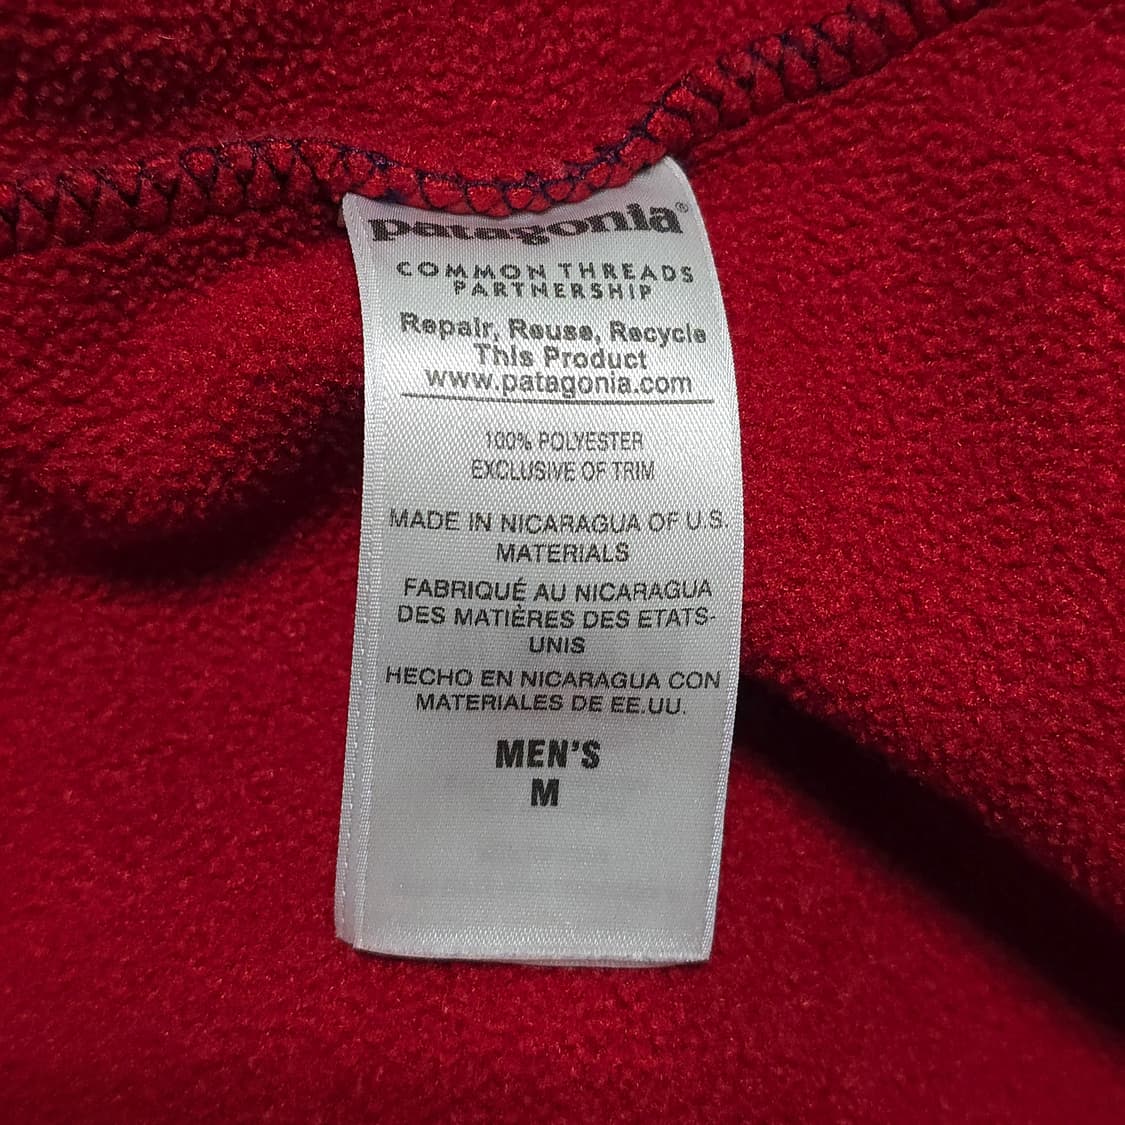 patagonia®
COMMON THREADS
PARTNERSHIP
Repair, Reuse, Recycle
This Product
www.patagonia.com
100% POLYESTER
EXCLUSIVE OF TRIM
MADE IN NICARAGUA OF U.S.
MATERIALS
FABRIQUÉ AU NICARAGUA
DES MATIÈRES DES ETATS-
UNIS
HECHO EN NICARAGUA CON
MATERIALES DE EE.UU.
MEN'S
M